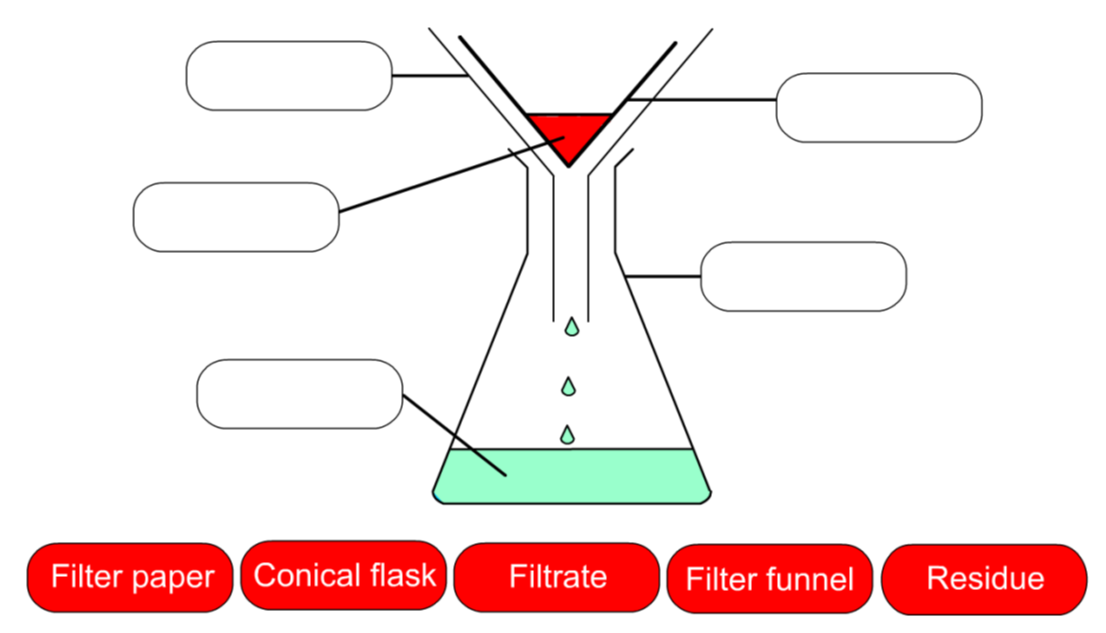 Filter paper
Conical flask
Filtrate
Filter funnel
Residue